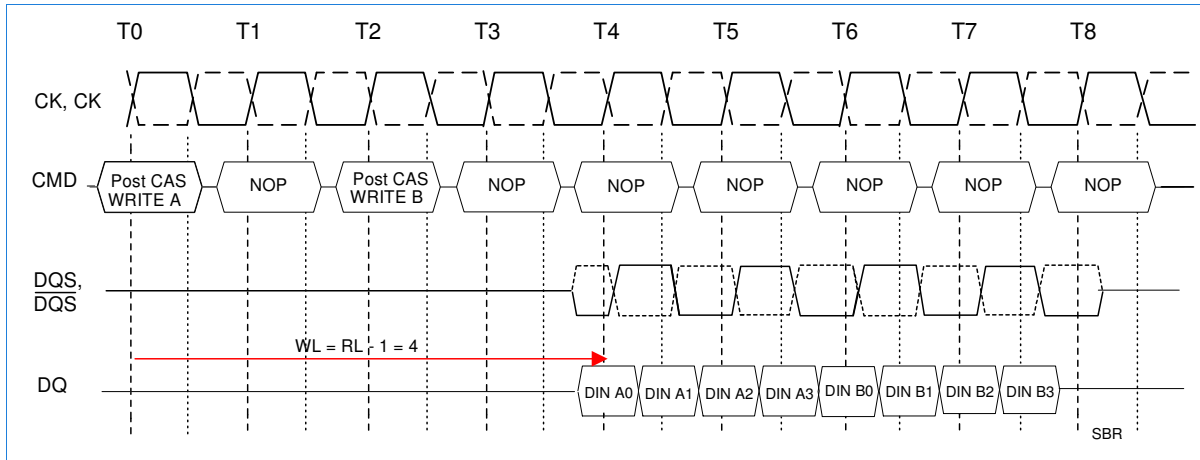 T0 T1 T2 T3 T4 T5 T6 T7 T8
CK, CK
CMD
Post CAS
WRITE A
NOP
Post CAS
WRITE B
NOP
NOP
NOP
NOP
NOP
NOP
DQS,
DQS
WL = RL - 1 = 4
DQ
DIN A0 DIN A1 DIN A2 DIN A3 DIN B0 DIN B1 DIN B2 DIN B3
SBR